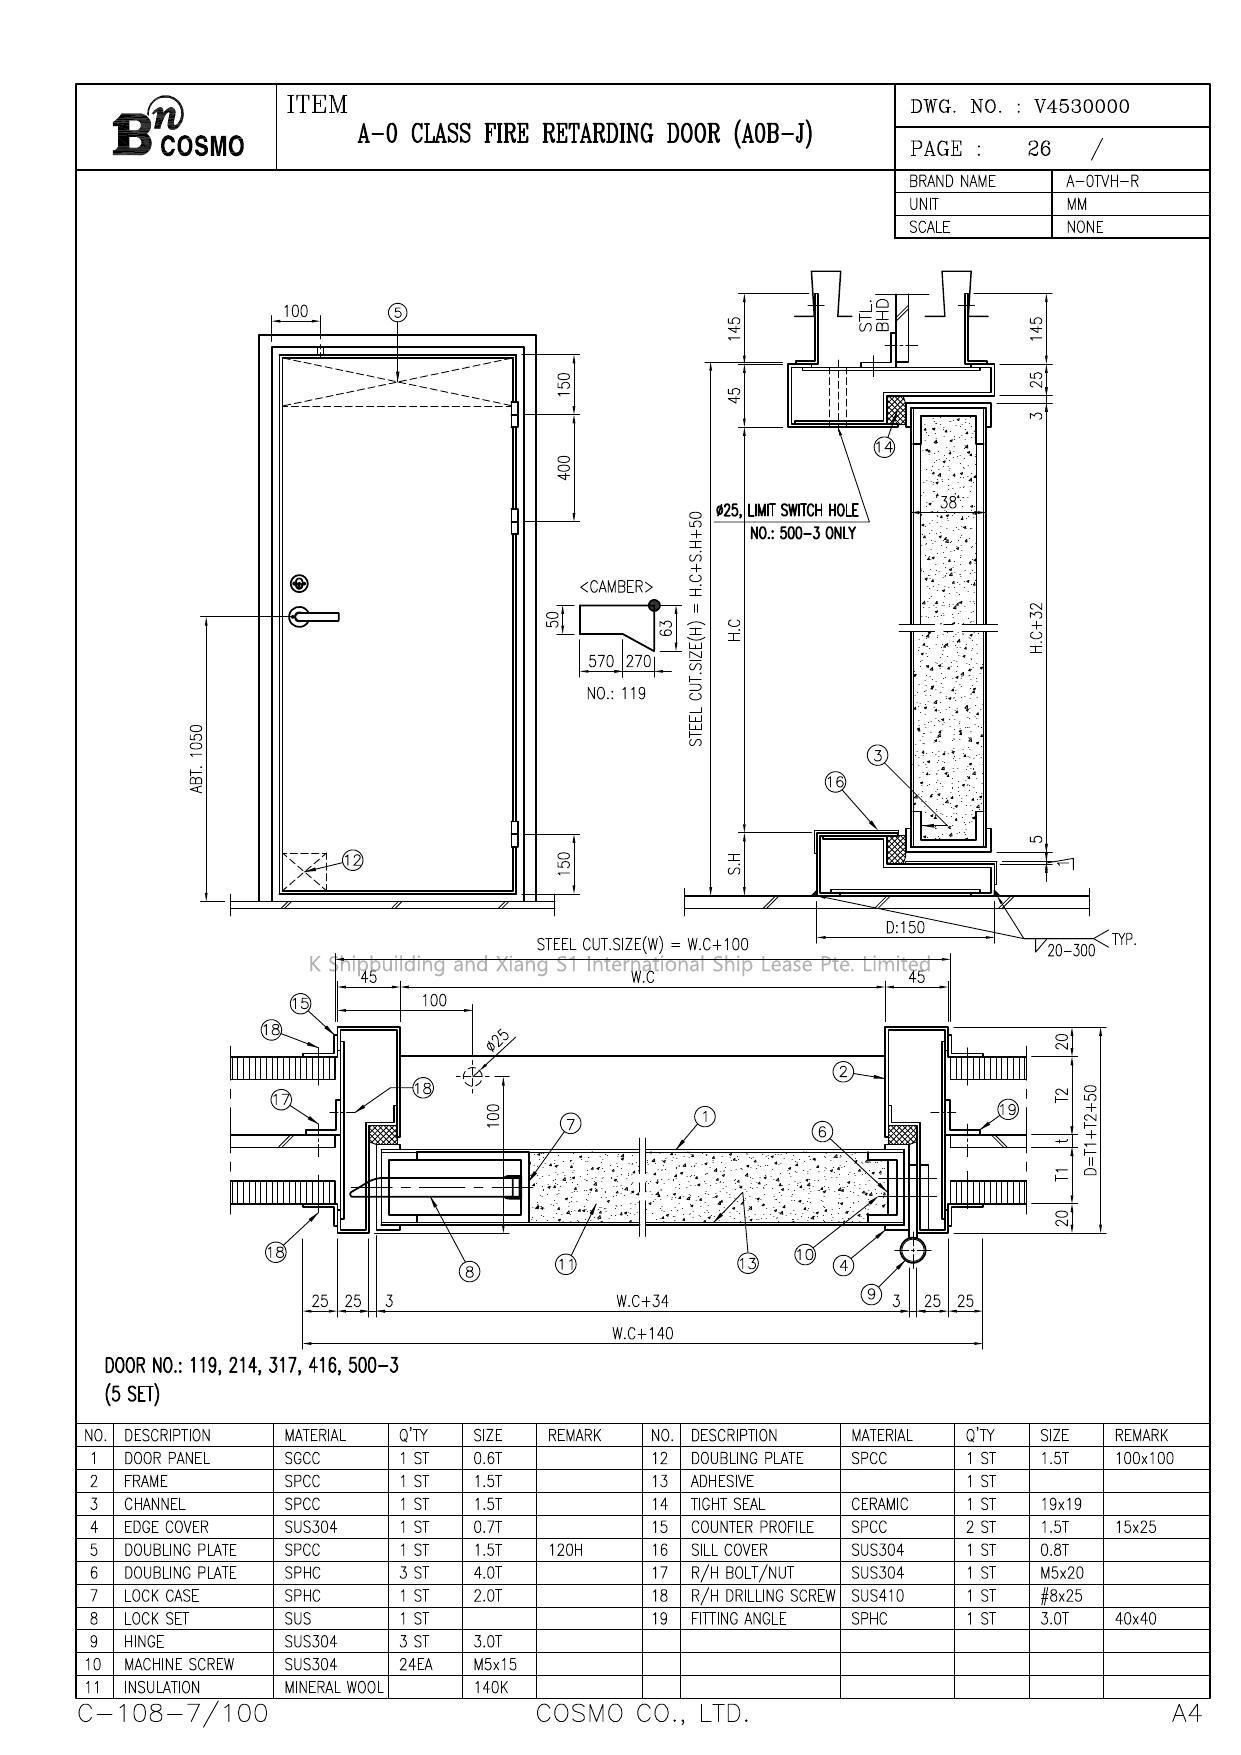 Bn COSMO
ITEM
A-0 CLASS FIRE RETARDING DOOR (A0B-J)
DWG. NO. : V4530000
PAGE : 26 /
BRAND NAME A-0TVH-R
UNIT MM
SCALE NONE
100
5
150
400
150
ABT. 1050
12
<CAMBER>
50
63
570 270
NO.: 119
145
45
STL.
BHD
145
25
3
14
38
ø25, LIMIT SWITCH HOLE
NO.: 500-3 ONLY
STEEL CUT.SIZE(H) = H.C+S.H+50
H.C
H.C+32
3
16
S.H
5
1
D:150
20-300
TYP.
STEEL CUT.SIZE(W) = W.C+100
K Shipbuilding and Xiang S1 International Ship Lease Pte. Limited
45 W.C 45
100
15
18
ø25
18
17
100
7
1
6
2
19
20
T2
t
T1
20
D=T1+T2+50
18
8
11
13
10
4
9
25 25 3 W.C+34 3 25 25
W.C+140
DOOR NO.: 119, 214, 317, 416, 500-3
(5 SET)
NO. DESCRIPTION MATERIAL Q'TY SIZE REMARK NO. DESCRIPTION MATERIAL Q'TY SIZE REMARK
1 DOOR PANEL SGCC 1 ST 0.6T 12 DOUBLING PLATE SPCC 1 ST 1.5T 100x100
2 FRAME SPCC 1 ST 1.5T 13 ADHESIVE 1 ST
3 CHANNEL SPCC 1 ST 1.5T 14 TIGHT SEAL CERAMIC 1 ST 19x19
4 EDGE COVER SUS304 1 ST 0.7T 15 COUNTER PROFILE SPCC 2 ST 1.5T 15x25
5 DOUBLING PLATE SPCC 1 ST 1.5T 120H 16 SILL COVER SUS304 1 ST 0.8T
6 DOUBLING PLATE SPHC 3 ST 4.0T 17 R/H BOLT/NUT SUS304 1 ST M5x20
7 LOCK CASE SPHC 1 ST 2.0T 18 R/H DRILLING SCREW SUS410 1 ST #8x25
8 LOCK SET SUS 1 ST 19 FITTING ANGLE SPHC 1 ST 3.0T 40x40
9 HINGE SUS304 3 ST 3.0T
10 MACHINE SCREW SUS304 24EA M5x15
11 INSULATION MINERAL WOOL 140K
C-108-7/100 COSMO CO., LTD. A4